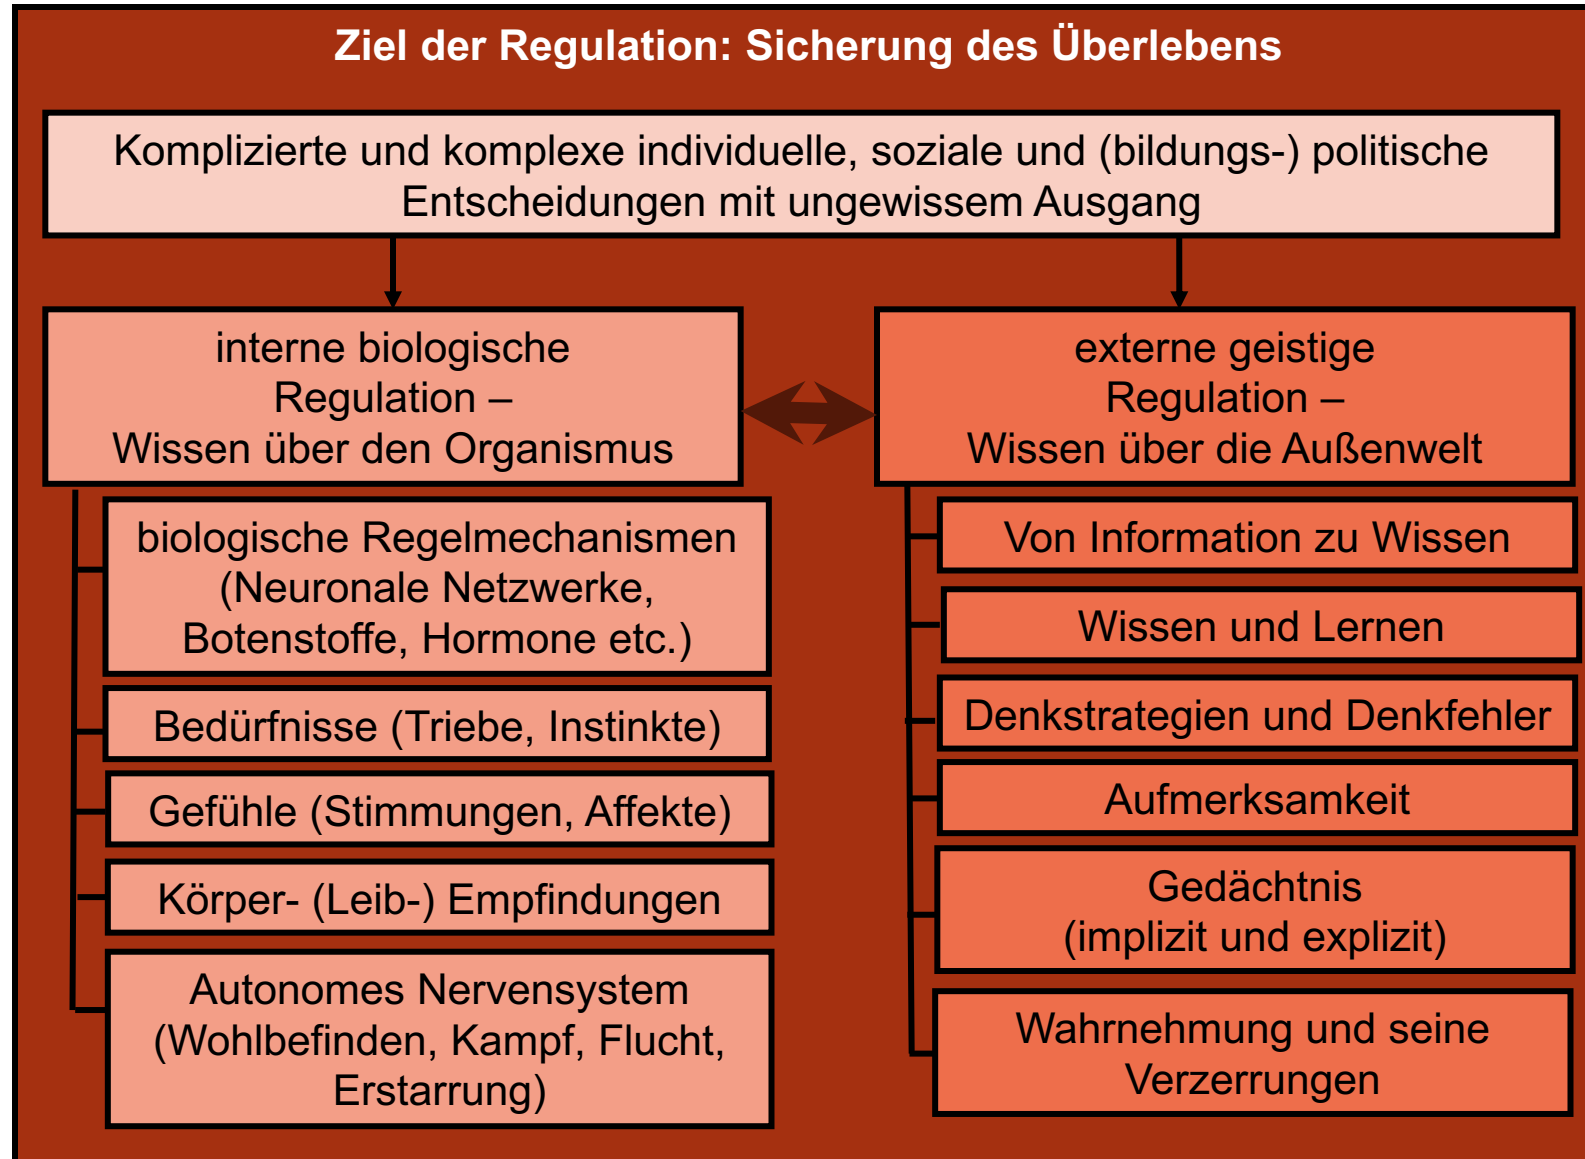 Ziel der Regulation: Sicherung des Überlebens
Komplizierte und komplexe individuelle, soziale und (bildungs-) politische
Entscheidungen mit ungewissem Ausgang
interne biologische
Regulation –
Wissen über den Organismus
biologische Regelmechanismen
(Neuronale Netzwerke,
Botenstoffe, Hormone etc.)
Bedürfnisse (Triebe, Instinkte)
Gefühle (Stimmungen, Affekte)
Körper- (Leib-) Empfindungen
Autonomes Nervensystem
(Wohlbefinden, Kampf, Flucht,
Erstarrung)
externe geistige
Regulation –
Wissen über die Außenwelt
Von Information zu Wissen
Wissen und Lernen
Denkstrategien und Denkfehler
Aufmerksamkeit
Gedächtnis
(implizit und explizit)
Wahrnehmung und seine
Verzerrungen